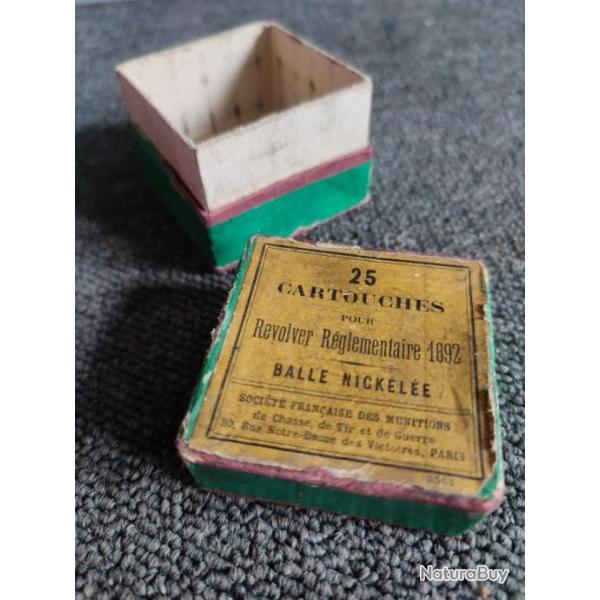 25
CARTOUCHES
POUR
Revolver Réglementaire 1892
BALLE NICKELÉE
SOCIÉTÉ FRANÇAISE DES MUNITIONS
de Chasse, de Tir et de Guerre
30, Rue Notre-Dame des Victoires, PARIS
NaturaBuy